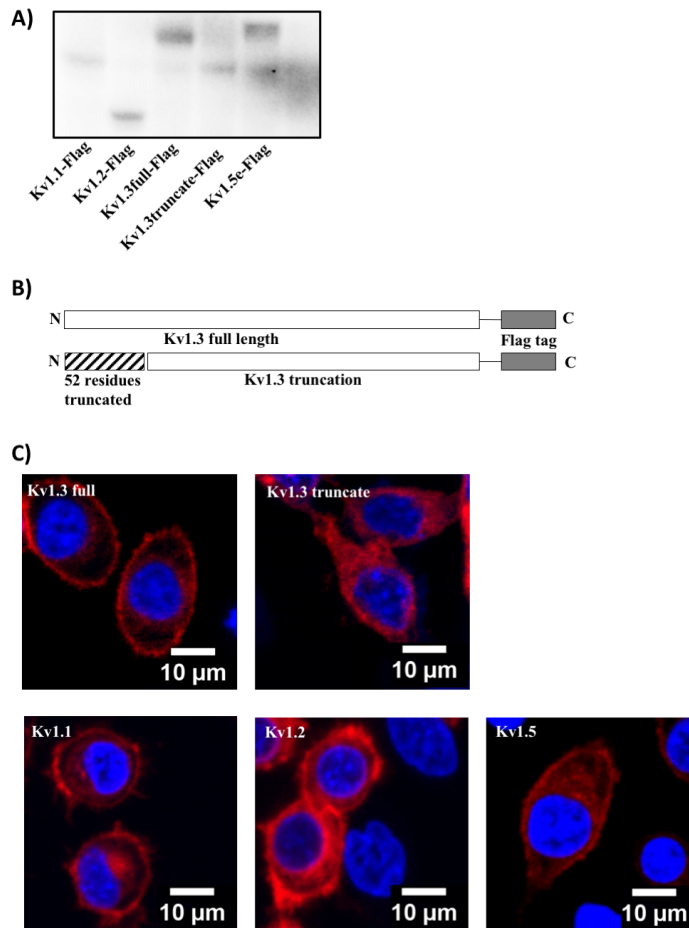 A)
Kv1.1-Flag
Kv1.2-Flag
Kv1.3full-Flag
Kv1.3truncate-Flag
Kv1.5e-Flag
B)
N C
Kv1.3 full length Flag tag
N C
52 residues Kv1.3 truncation
truncated
C)
Kv1.3 full Kv1.3 truncate
10 μm 10 μm
Kv1.1 Kv1.2 Kv1.5
10 μm 10 μm 10 μm